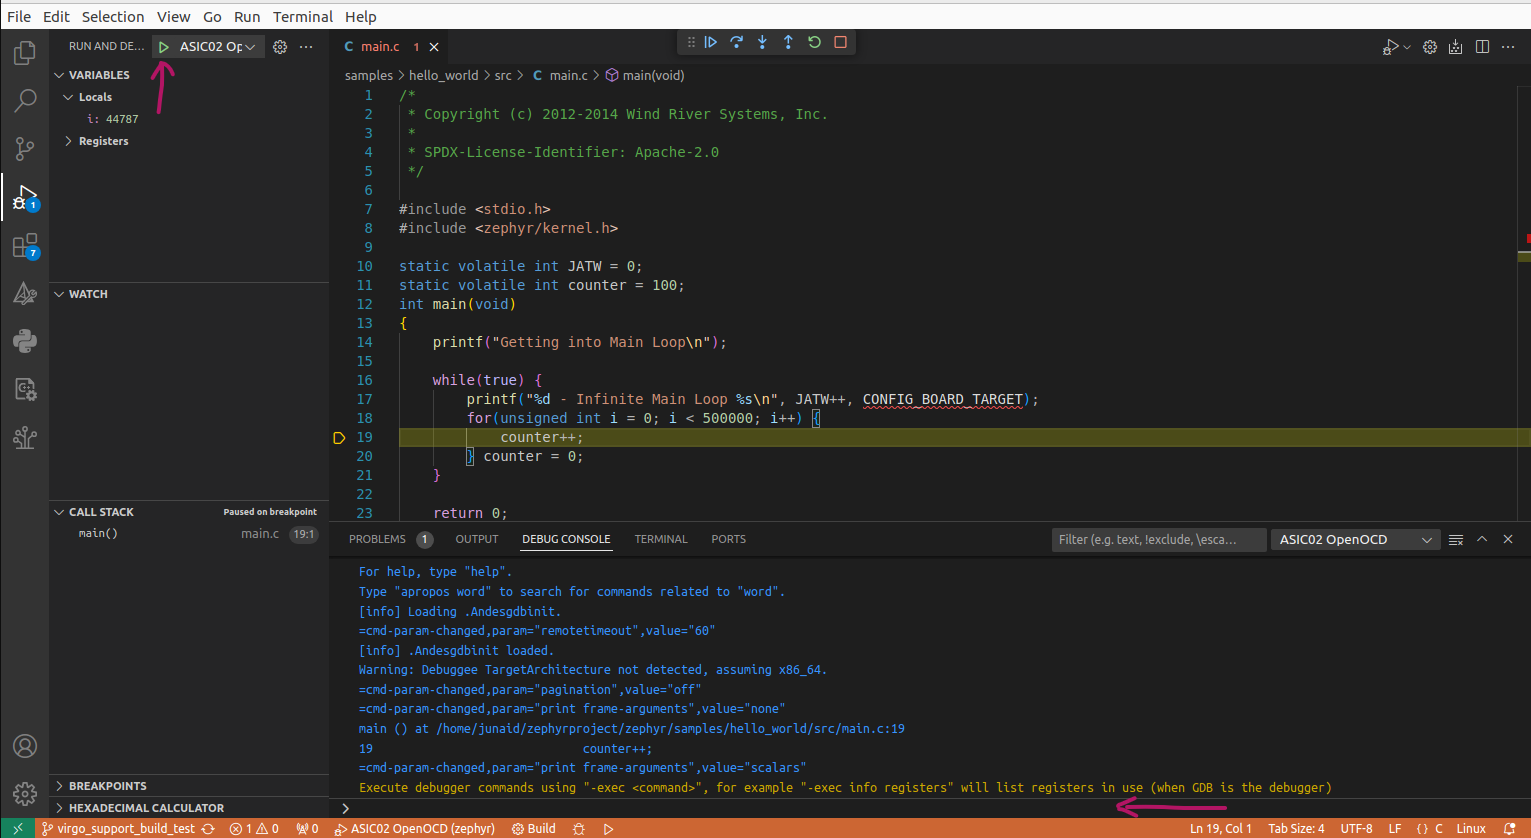 File Edit Selection View Go Run Terminal Help
RUN AND DE... ASIC02 Op
VARIABLES
Locals
i: 44787
Registers
WATCH
CALL STACK Paused on breakpoint
main() main.c 19:1
BREAKPOINTS
HEXADECIMAL CALCULATOR
1
7
C main.c 1
samples > hello_world > src > C main.c > main(void)
1 /*
2 * Copyright (c) 2012-2014 Wind River Systems, Inc.
3 *
4 * SPDX-License-Identifier: Apache-2.0
5 */
6
7 #include <stdio.h>
8 #include <zephyr/kernel.h>
9
10 static volatile int JATW = 0;
11 static volatile int counter = 100;
12 int main(void)
13 {
14 printf("Getting into Main Loop\n");
15
16 while(true) {
17 printf("%d - Infinite Main Loop %s\n", JATW++, CONFIG_BOARD_TARGET);
18 for(unsigned int i = 0; i < 500000; i++) {
19 counter++;
20 } counter = 0;
21 }
22
23 return 0;
PROBLEMS 1 OUTPUT DEBUG CONSOLE TERMINAL PORTS Filter (e.g. text, !exclude, \esca... ASIC02 OpenOCD
For help, type "help".
Type "apropos word" to search for commands related to "word".
[info] Loading .Andesgdbinit.
=cmd-param-changed,param="remotetimeout",value="60"
[info] .Andesgdbinit loaded.
Warning: Debuggee TargetArchitecture not detected, assuming x86_64.
=cmd-param-changed,param="pagination",value="off"
=cmd-param-changed,param="print frame-arguments",value="none"
main () at /home/junaid/zephyrproject/zephyr/samples/hello_world/src/main.c:19
19 counter++;
=cmd-param-changed,param="print frame-arguments",value="scalars"
Execute debugger commands using "-exec <command>", for example "-exec info registers" will list registers in use (when GDB is the debugger)
>
virgo_support_build_test 1 0 0 ASIC02 OpenOCD (zephyr) Build Ln 19, Col 1 Tab Size: 4 UTF-8 LF {} C Linux